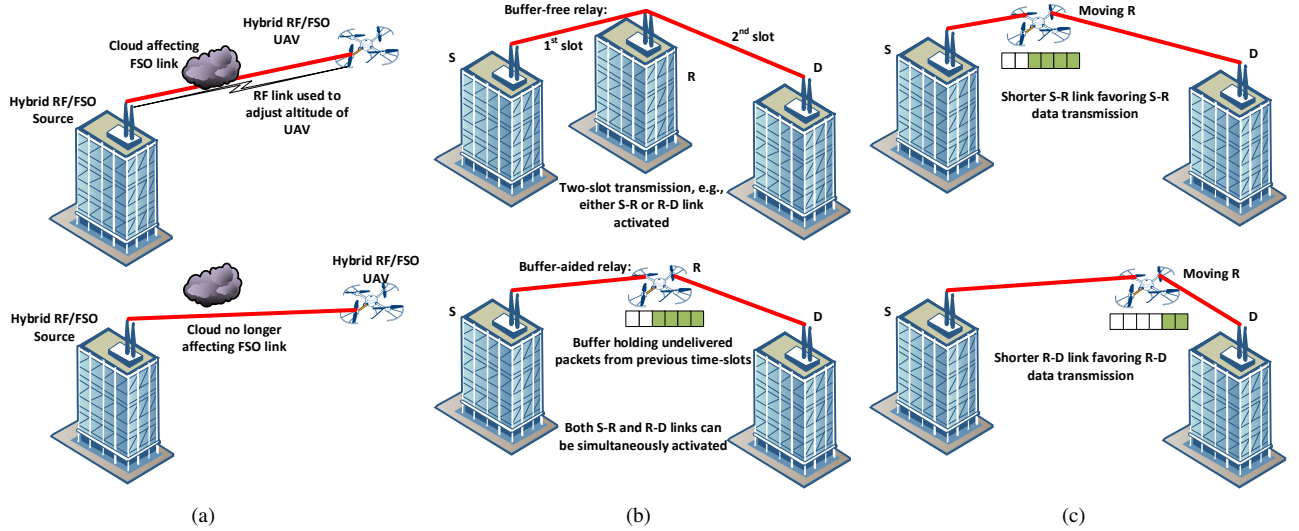 Hybrid RF/FSO
UAV
Cloud affecting
FSO link
Hybrid RF/FSO
Source
RF link used to
adjust altitude of
UAV
Hybrid RF/FSO
UAV
Hybrid RF/FSO
Source
Cloud no longer
affecting FSO link
(a)
Buffer-free relay:
1st slot
2nd slot
S
R
D
Two-slot transmission, e.g.,
either S-R or R-D link
activated
Buffer-aided relay:
R
S
D
Buffer holding undelivered
packets from previous time-slots
Both S-R and R-D links can
be simultaneously activated
(b)
Moving R
S
D
Shorter S-R link favoring S-R
data transmission
Moving R
S
D
Shorter R-D link favoring R-D
data transmission
(c)